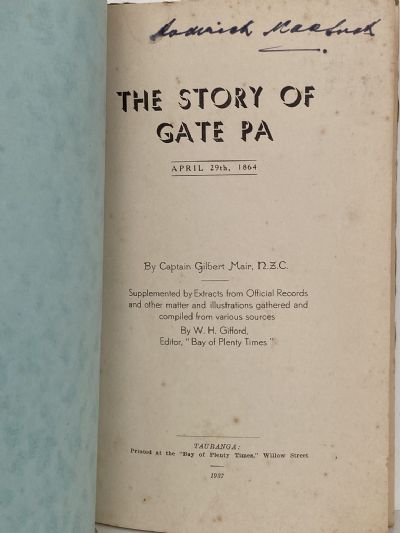 Roderick
THE STORY OF
GATE PA
APRIL 29th, 1864
By Captain Gilbert Mair, N.Z.C.
Supplemented by Extracts from Official Records
and other matter and illustrations gathered and
compiled from various sources
By W. H. Gifford,
Editor, "Bay of Plenty Times"
TAURANGA:
Printed at the "Bay of Plenty Times," Willow Street
1937